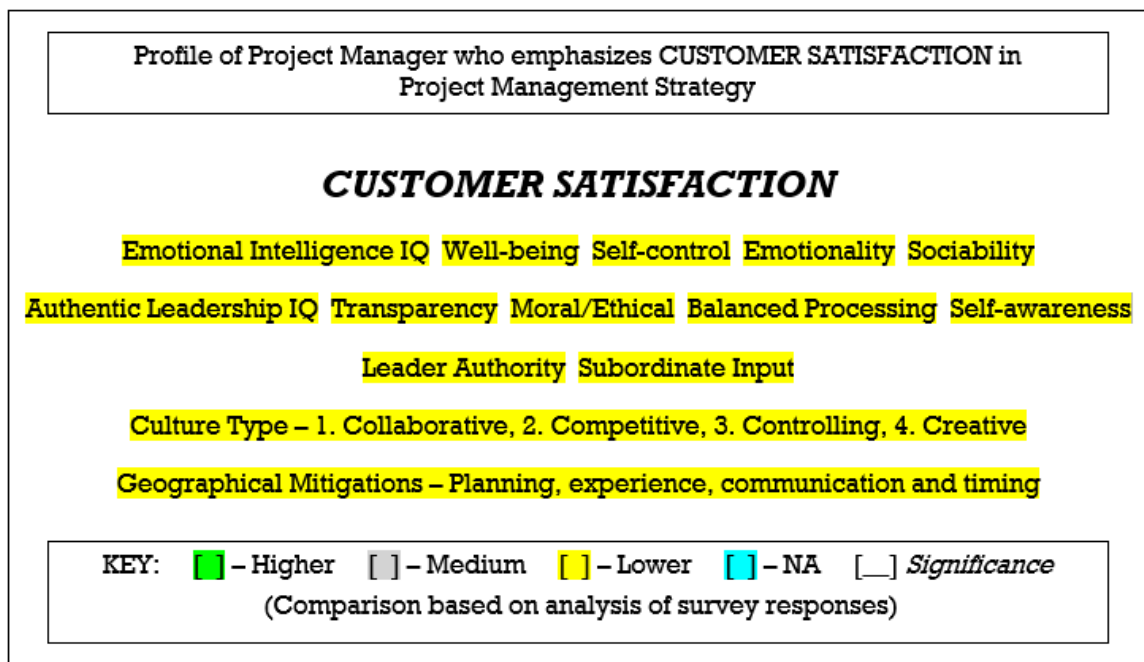 Profile of Project Manager who emphasizes CUSTOMER SATISFACTION in
Project Management Strategy
CUSTOMER SATISFACTION
Emotional Intelligence IQ Well-being Self-control Emotionality Sociability
Authentic Leadership IQ Transparency Moral/Ethical Balanced Processing Self-awareness
Leader Authority Subordinate Input
Culture Type – 1. Collaborative, 2. Competitive, 3. Controlling, 4. Creative
Geographical Mitigations – Planning, experience, communication and timing
KEY: [ ] – Higher [ ] – Medium [ ] – Lower [ ] – NA [__] Significance
(Comparison based on analysis of survey responses)